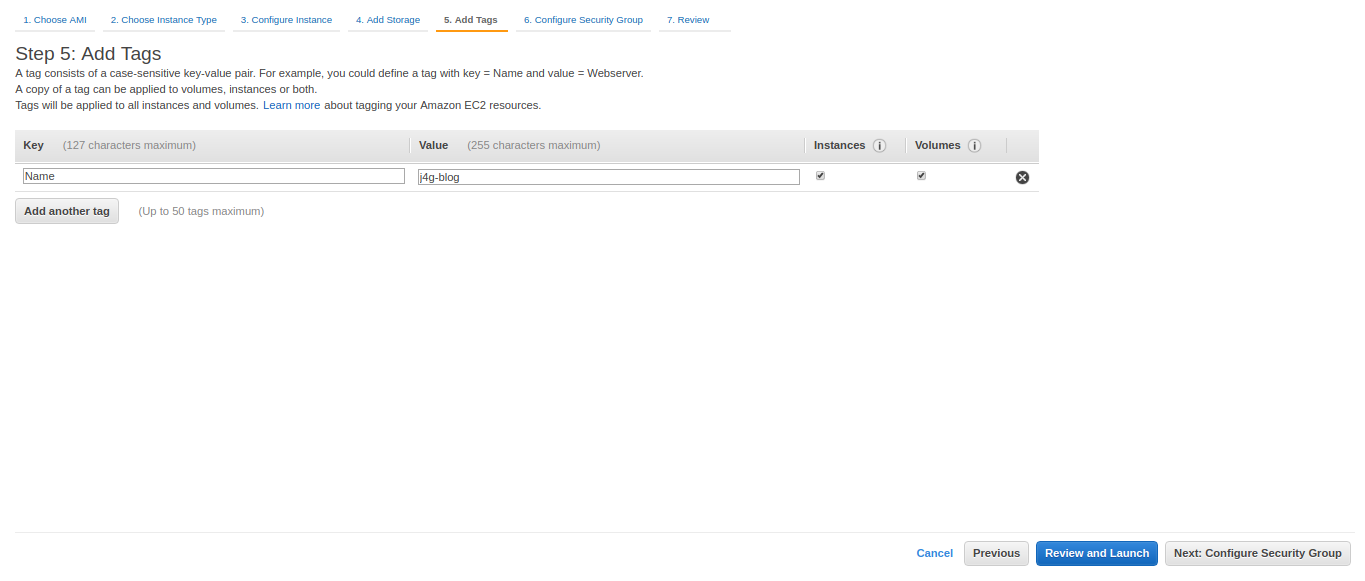 1. Choose AMI 2. Choose Instance Type 3. Configure Instance 4. Add Storage 5. Add Tags 6. Configure Security Group 7. Review
Step 5: Add Tags
A tag consists of a case-sensitive key-value pair. For example, you could define a tag with key = Name and value = Webserver.
A copy of a tag can be applied to volumes, instances or both.
Tags will be applied to all instances and volumes. Learn more about tagging your Amazon EC2 resources.
Key (127 characters maximum) Value (255 characters maximum) Instances i Volumes i
Name j4g-blog
Add another tag (Up to 50 tags maximum)
Cancel Previous Review and Launch Next: Configure Security Group